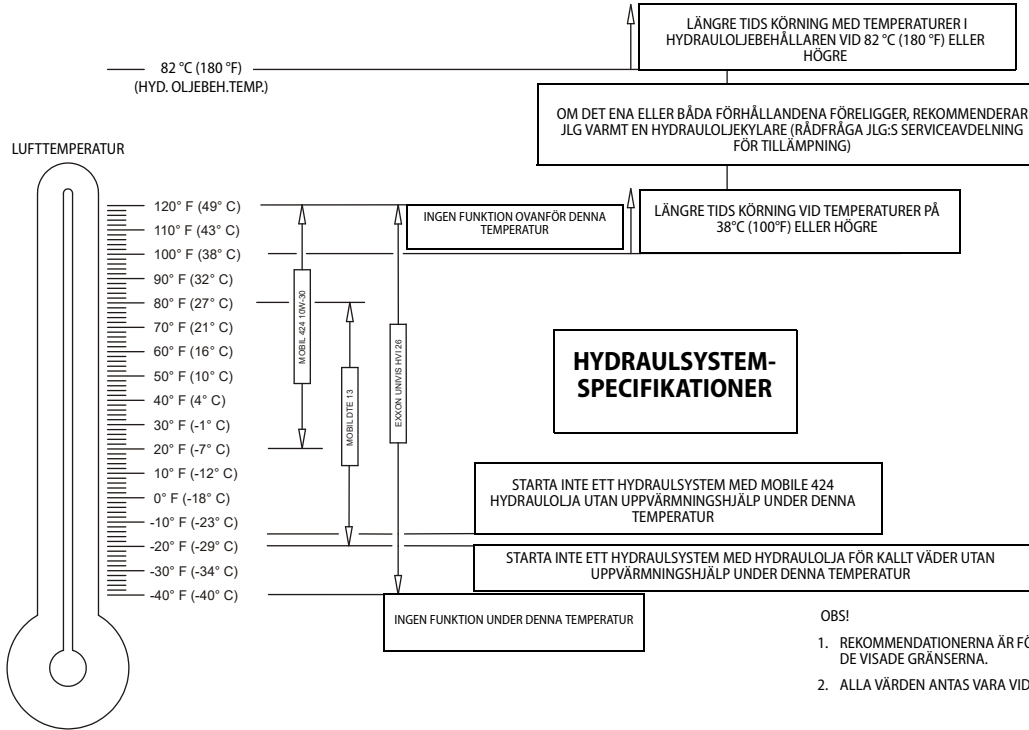 LÄNGRE TIDS KÖRNING MED TEMPERATURER I
HYDRAULOLJEBEHÅLLAREN VID 82 °C (180 °F) ELLER
HÖGRE
82 °C (180 °F)
(HYD. OLJEBEH.TEMP.)
OM DET ENA ELLER BÅDA FÖRHÅLLANDENA FÖRELIGGER, REKOMMENDERAR
JLG VARMT EN HYDRAULOLJEKYLARE (RÅDFRÅGA JLG:S SERVICEAVDELNING
FÖR TILLÄMPNING)
LUFTTEMPERATUR
120° F (49° C)
110° F (43° C)
100° F (38° C)
90° F (32° C)
80° F (27° C)
70° F (21° C)
60° F (16° C)
50° F (10° C)
40° F (4° C)
30° F (-1° C)
20° F (-7° C)
10° F (-12° C)
0° F (-18° C)
-10° F (-23° C)
-20° F (-29° C)
-30° F (-34° C)
-40° F (-40° C)
MOBIL 424 10W-30
MOBIL DTE 13
EXXON UNIVIS HVI 26
INGEN FUNKTION OVANFÖR DENNA
TEMPERATUR
LÄNGRE TIDS KÖRNING VID TEMPERATURER PÅ
38°C (100°F) ELLER HÖGRE
HYDRAULSYSTEM-
SPECIFIKATIONER
STARTA INTE ETT HYDRAULSYSTEM MED MOBILE 424
HYDRAULOLJA UTAN UPPVÄRMNINGSHJÄLP UNDER DENNA
TEMPERATUR
STARTA INTE ETT HYDRAULSYSTEM MED HYDRAULOLJA FÖR KALLT VÄDER UTAN
UPPVÄRMNINGSHJÄLP UNDER DENNA TEMPERATUR
INGEN FUNKTION UNDER DENNA TEMPERATUR
OBS!
1. REKOMMENDATIONERNA ÄR
DE VISADE GRÄNSERNA.
2. ALLA VÄRDEN ANTAS VARA VID